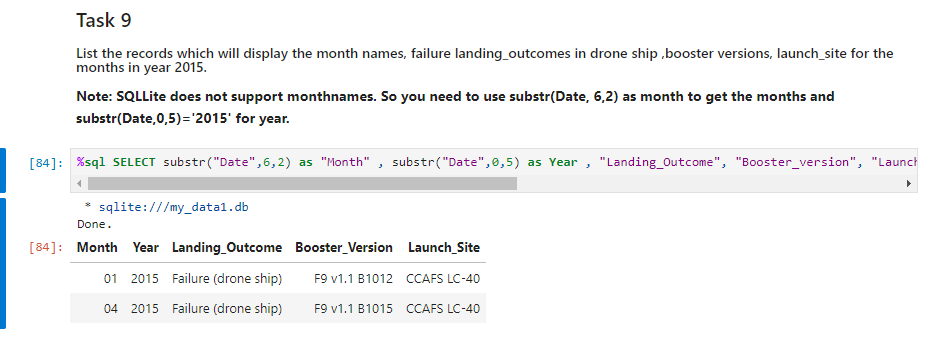 Task 9
List the records which will display the month names, failure landing_outcomes in drone ship ,booster versions, launch_site for the
months in year 2015.
Note: SQLLite does not support monthnames. So you need to use substr(Date, 6,2) as month to get the months and
substr(Date,0,5)='2015' for year.
[84]: %sql SELECT substr("Date",6,2) as "Month" , substr("Date",0,5) as Year , "Landing_Outcome", "Booster_version", "Launch
* sqlite:///my_data1.db
Done.
[84]: Month Year Landing_Outcome Booster_Version Launch_Site
01 2015 Failure (drone ship) F9 v1.1 B1012 CCAFS LC-40
04 2015 Failure (drone ship) F9 v1.1 B1015 CCAFS LC-40